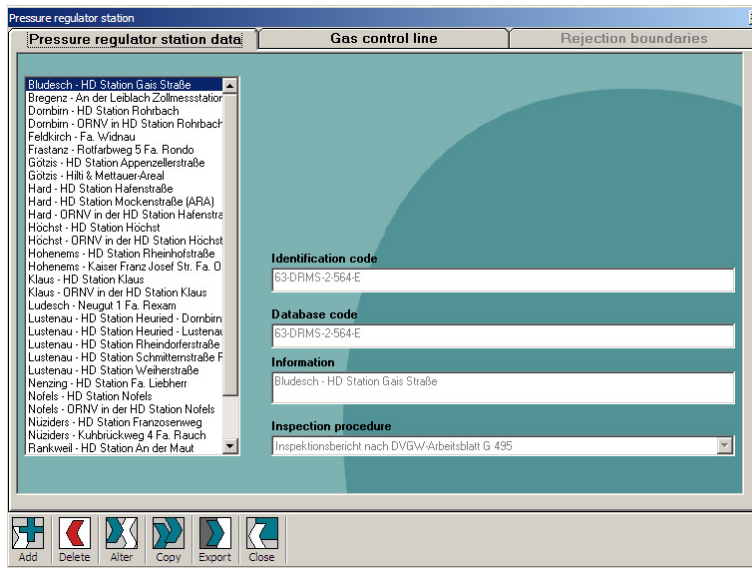 Pressure regulator station
Pressure regulator station data
Gas control line
Rejection boundaries
Bludesch - HD Station Gais Straße
Bregenz - An der Leiblach Zollmessstation
Dornbirn - HD Station Rohrbach
Dornbirn - ÖRNV in HD Station Rohrbach
Feldkirch - Fa. Widnau
Frastanz - Rotfarbweg 5 Fa. Rondo
Götzis - HD Station Appenzellerstraße
Götzis - Hilti & Mettauer-Areal
Hard - HD Station Hafenstraße
Hard - HD Station Mockenstraße (ARA)
Hard - ÖRNV in der HD Station Hafenstra
Höchst - HD Station Höchst
Höchst - ÖRNV in der HD Station Höchst
Hohenems - HD Station Rheinhofstraße
Hohenems - Kaiser Franz Josef Str. Fa. O
Klaus - HD Station Klaus
Klaus - ÖRNV in der HD Station Klaus
Ludesch - Neugut 1 Fa. Rexam
Lustenau - HD Station Heuried - Dornbirn
Lustenau - HD Station Heuried - Lustenau
Lustenau - HD Station Rheindorferstraße
Lustenau - HD Station Schmitternstraße F
Lustenau - HD Station Weiherstraße
Nenzing - HD Station Fa. Liebherr
Nofels - HD Station Nofels
Nofels - ÖRNV in der HD Station Nofels
Nüziders - HD Station Franzosenweg
Nüziders - Kuhbrückweg 4 Fa. Rauch
Rankweil - HD Station An der Maut
Identification code
63-DRMS-2-564-E
Database code
63-DRMS-2-564-E
Information
Bludesch - HD Station Gais Straße
Inspection procedure
Inspektionsbericht nach DVGW-Arbeitsblatt G 495
Add
Delete
Alter
Copy
Export
Close